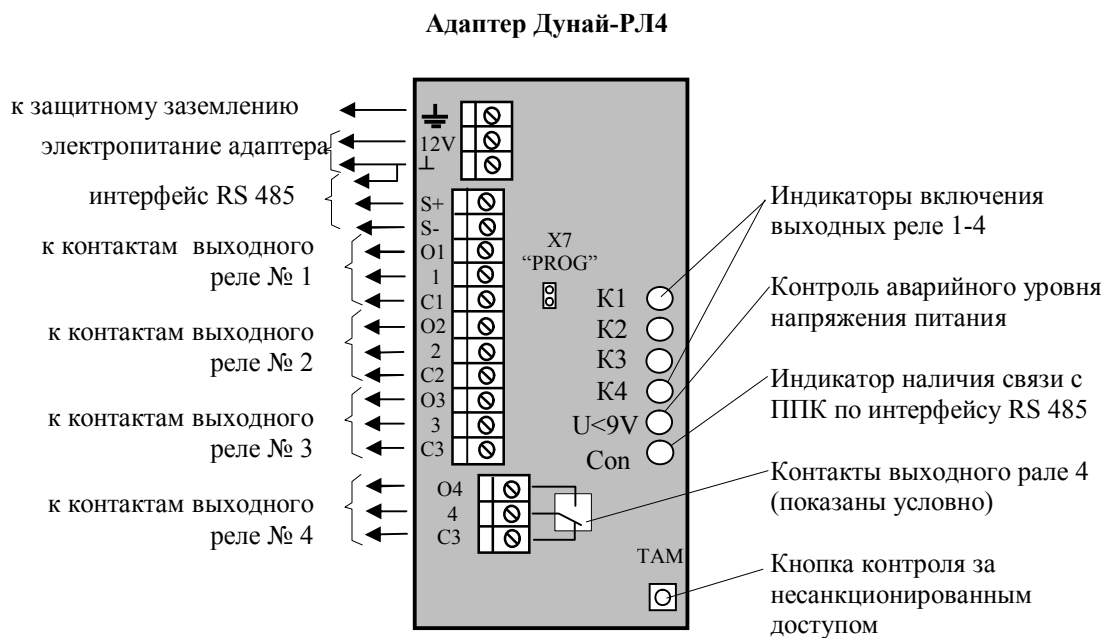 Адаптер Дунай-РЛ4
к защитному заземлению
электропитание адаптера
интерфейс RS 485
к контактам выходного
реле № 1
к контактам выходного
реле № 2
к контактам выходного
реле № 3
к контактам выходного
реле № 4
12V
⊥
S+
S-
O1
1
C1
O2
2
C2
O3
3
C3
O4
4
C3
X7
“PROG”
K1
K2
K3
K4
U<9V
Con
TAM
Индикаторы включения
выходных реле 1-4
Контроль аварийного уровня
напряжения питания
Индикатор наличия связи с
ППК по интерфейсу RS 485
Контакты выходного рале 4
(показаны условно)
Кнопка контроля за
несанкционированным
доступом